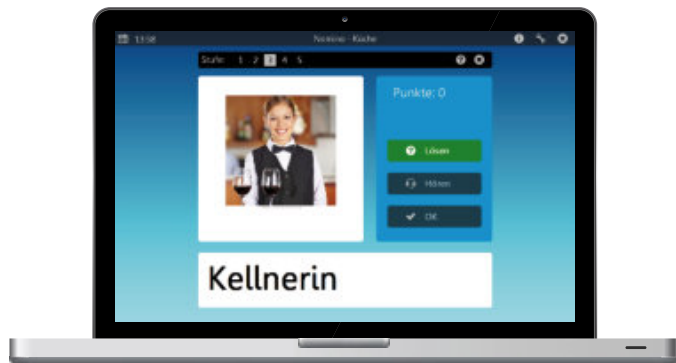 13:58
Nomino - Küche
Stufe: 1 2 3 4 5
Punkte: 0
Lösen
Hören
OK
Kellnerin